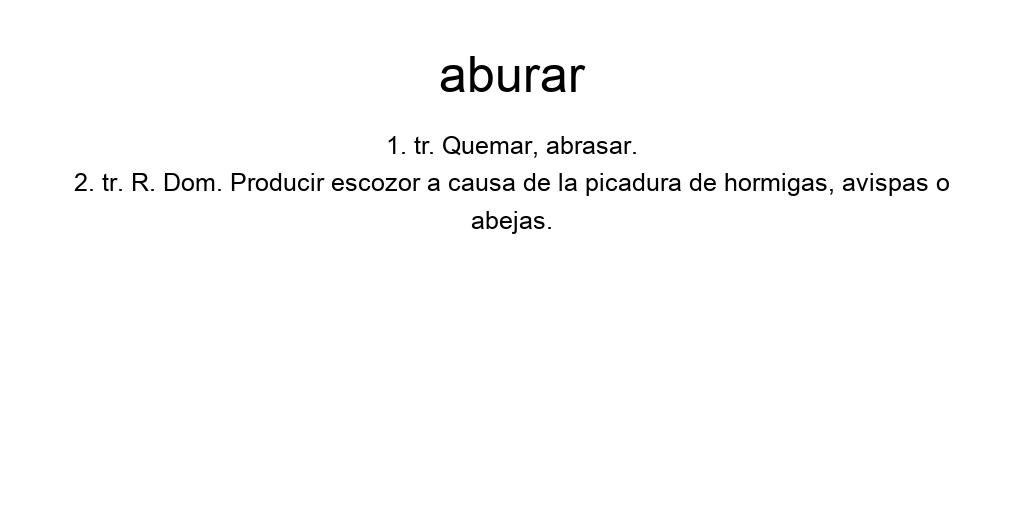 aburar
1. tr. Quemar, abrasar.
2. tr. R. Dom. Producir escozor a causa de la picadura de hormigas, avispas o
abejas.